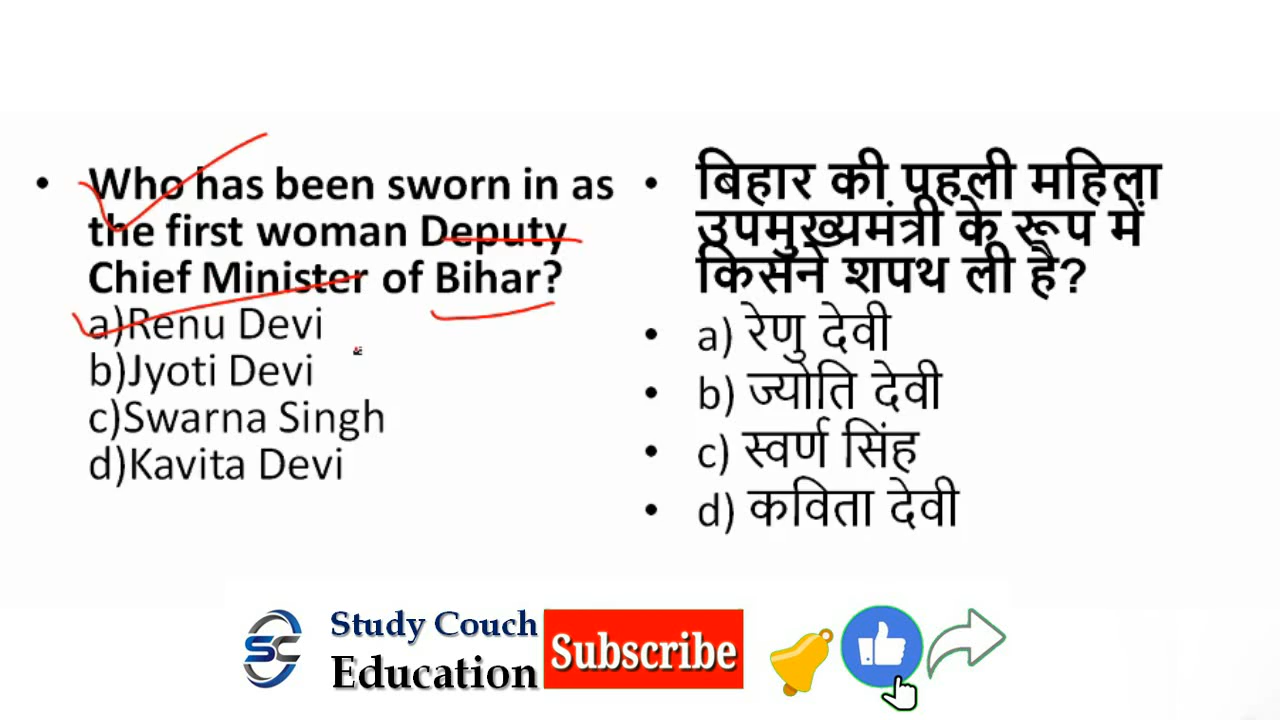 • Who has been sworn in as
the first woman Deputy
Chief Minister of Bihar?
a)Renu Devi
b)Jyoti Devi
c)Swarna Singh
d)Kavita Devi
• बिहार की पहली महिला
उपमुख्यमंत्री के रूप में
किसने शपथ ली है?
• a) रेणु देवी
• b) ज्योति देवी
• c) स्वर्ण सिंह
• d) कविता देवी
SC
Study Couch
Education
Subscribe